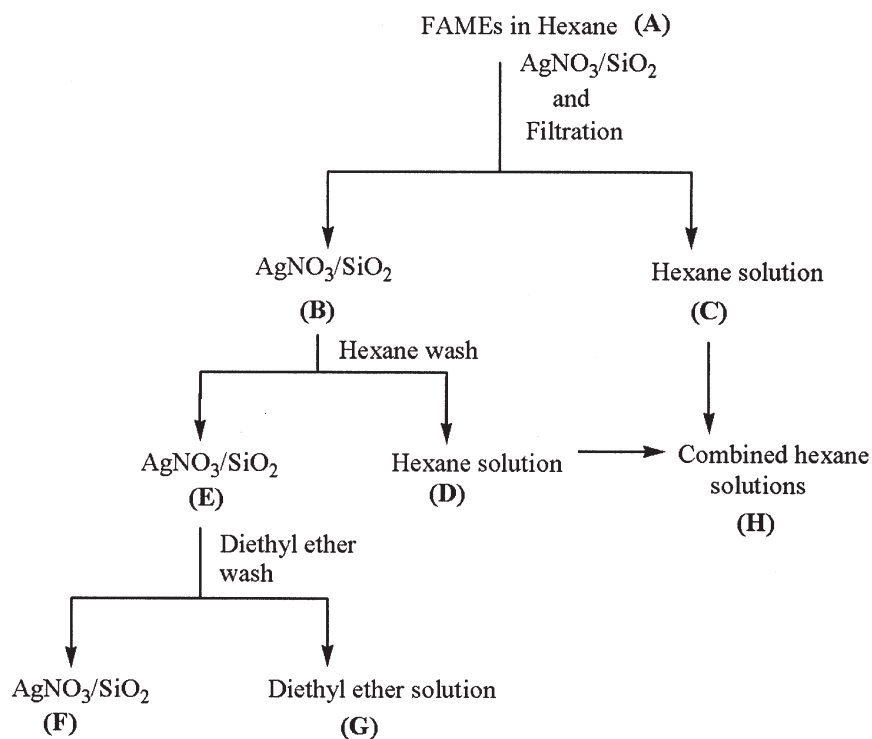 FAMEs in Hexane (A)
AgNO₃/SiO₂
and
Filtration
AgNO₃/SiO₂
(B)
Hexane solution
(C)
Hexane wash
AgNO₃/SiO₂
(E)
Hexane solution
(D)
Combined hexane
solutions
(H)
Diethyl ether
wash
AgNO₃/SiO₂
(F)
Diethyl ether solution
(G)